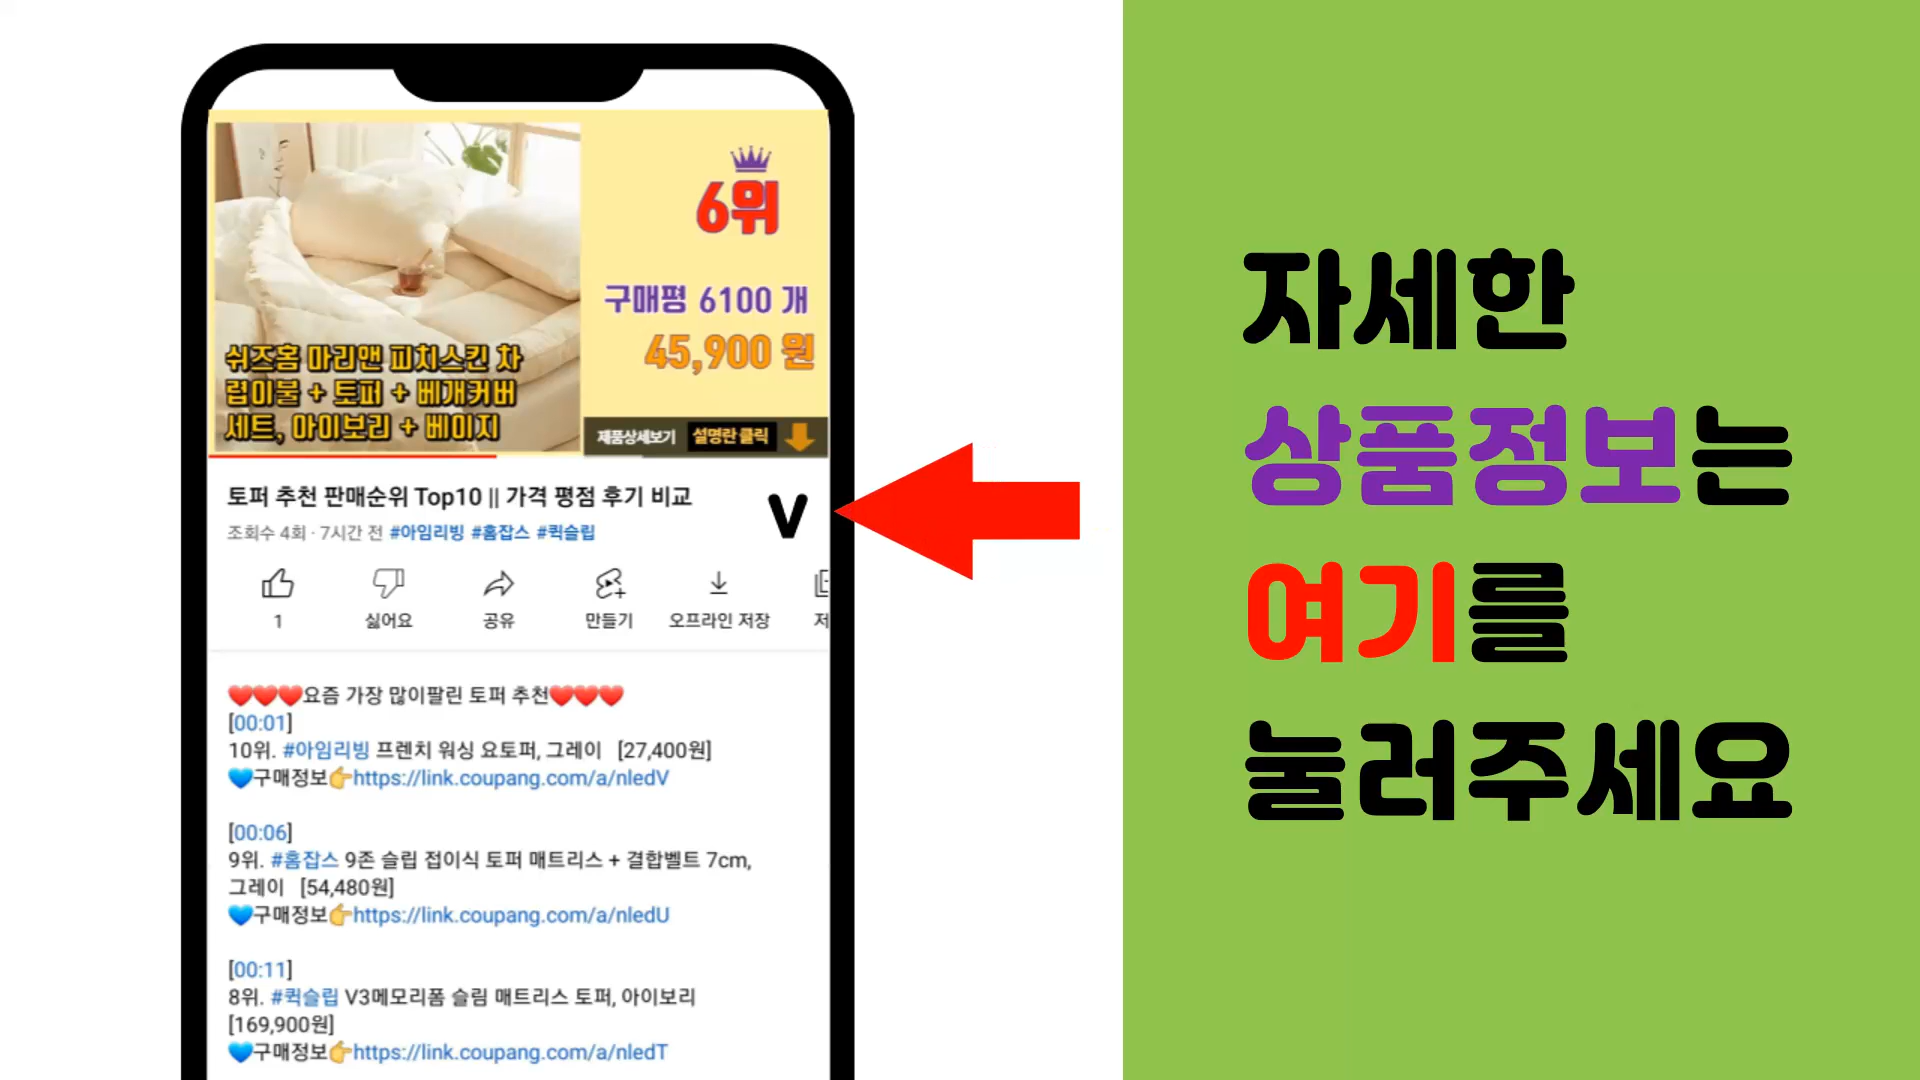 6위
구매평 6100 개
45,900 원
쉬즈홈 마리앤 피치스킨 차
렵이불 + 토퍼 + 베개커버
세트, 아이보리 + 베이지
제품상세보기 설명란 클릭
토퍼 추천 판매순위 Top10 || 가격 평점 후기 비교
V
조회수 4회 · 7시간 전 #아임리빙 #홈잡스 #퀵슬립
1 싫어요 공유 만들기 오프라인 저장 저
❤❤❤요즘 가장 많이팔린 토퍼 추천❤❤❤
[00:01]
10위. #아임리빙 프렌치 워싱 요토퍼, 그레이 [27,400원]
💙구매정보👉https://link.coupang.com/a/nledV
[00:06]
9위. #홈잡스 9존 슬립 접이식 토퍼 매트리스 + 결합벨트 7cm,
그레이 [54,480원]
💙구매정보👉https://link.coupang.com/a/nledU
[00:11]
8위. #퀵슬립 V3메모리폼 슬림 매트리스 토퍼, 아이보리
[169,900원]
💙구매정보👉https://link.coupang.com/a/nledT
자세한
상품정보는
여기를
눌러주세요